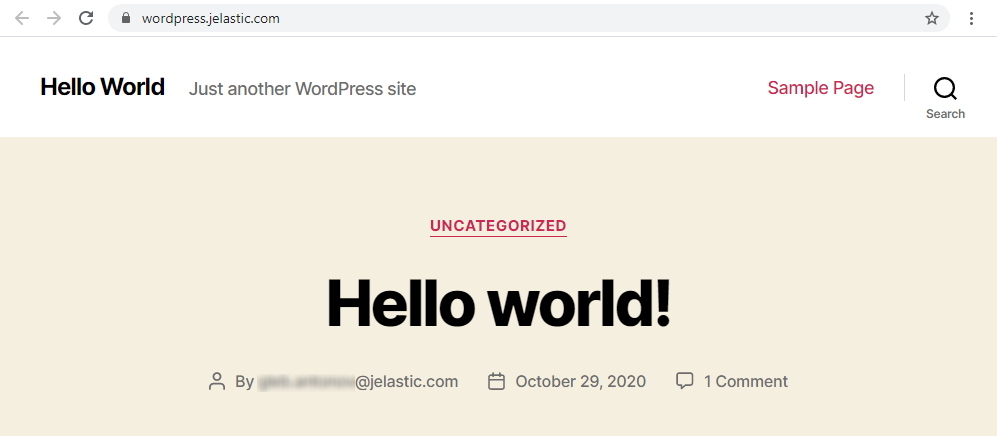 wordpress.jelastic.com
Hello World Just another WordPress site Sample Page
Search
UNCATEGORIZED
Hello world!
By @jelastic.com October 29, 2020 1 Comment